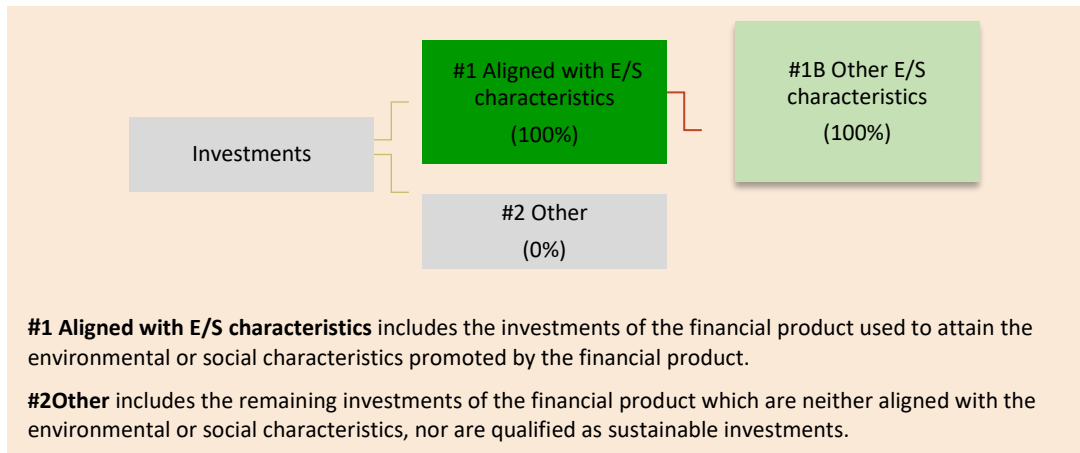 #1 Aligned with E/S
characteristics
(100%)
#1B Other E/S
characteristics
(100%)
Investments
#2 Other
(0%)
#1 Aligned with E/S characteristics includes the investments of the financial product used to attain the
environmental or social characteristics promoted by the financial product.
#2Other includes the remaining investments of the financial product which are neither aligned with the
environmental or social characteristics, nor are qualified as sustainable investments.